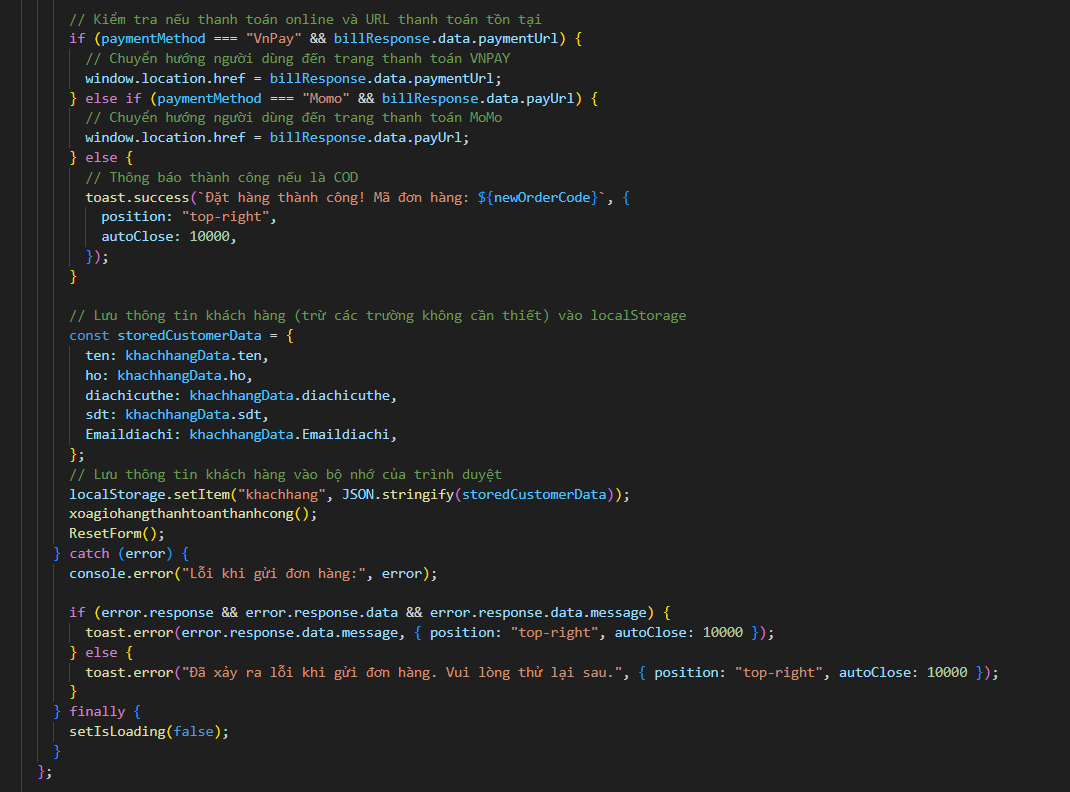 // Kiểm tra nếu thanh toán online và URL thanh toán tồn tại
if (paymentMethod === "VnPay" && billResponse.data.paymentUrl) {
// Chuyển hướng người dùng đến trang thanh toán VNPAY
window.location.href = billResponse.data.paymentUrl;
} else if (paymentMethod === "Momo" && billResponse.data.payUrl) {
// Chuyển hướng người dùng đến trang thanh toán MoMo
window.location.href = billResponse.data.payUrl;
} else {
// Thông báo thành công nếu là COD
toast.success(`Đặt hàng thành công! Mã đơn hàng: ${newOrderCode}`, {
position: "top-right",
autoClose: 10000,
});
}
// Lưu thông tin khách hàng (trừ các trường không cần thiết) vào localStorage
const storedCustomerData = {
ten: khachhangData.ten,
ho: khachhangData.ho,
diachicuthe: khachhangData.diachicuthe,
sdt: khachhangData.sdt,
Emaildiachi: khachhangData.Emaildiachi,
};
// Lưu thông tin khách hàng vào bộ nhớ của trình duyệt
localStorage.setItem("khachhang", JSON.stringify(storedCustomerData));
xoagiohangthanhtoanthanhcong();
ResetForm();
} catch (error) {
console.error("Lỗi khi gửi đơn hàng:", error);
if (error.response && error.response.data && error.response.data.message) {
toast.error(error.response.data.message, { position: "top-right", autoClose: 10000 });
} else {
toast.error("Đã xảy ra lỗi khi gửi đơn hàng. Vui lòng thử lại sau.", { position: "top-right", autoClose: 10000 });
}
} finally {
setIsLoading(false);
}
};